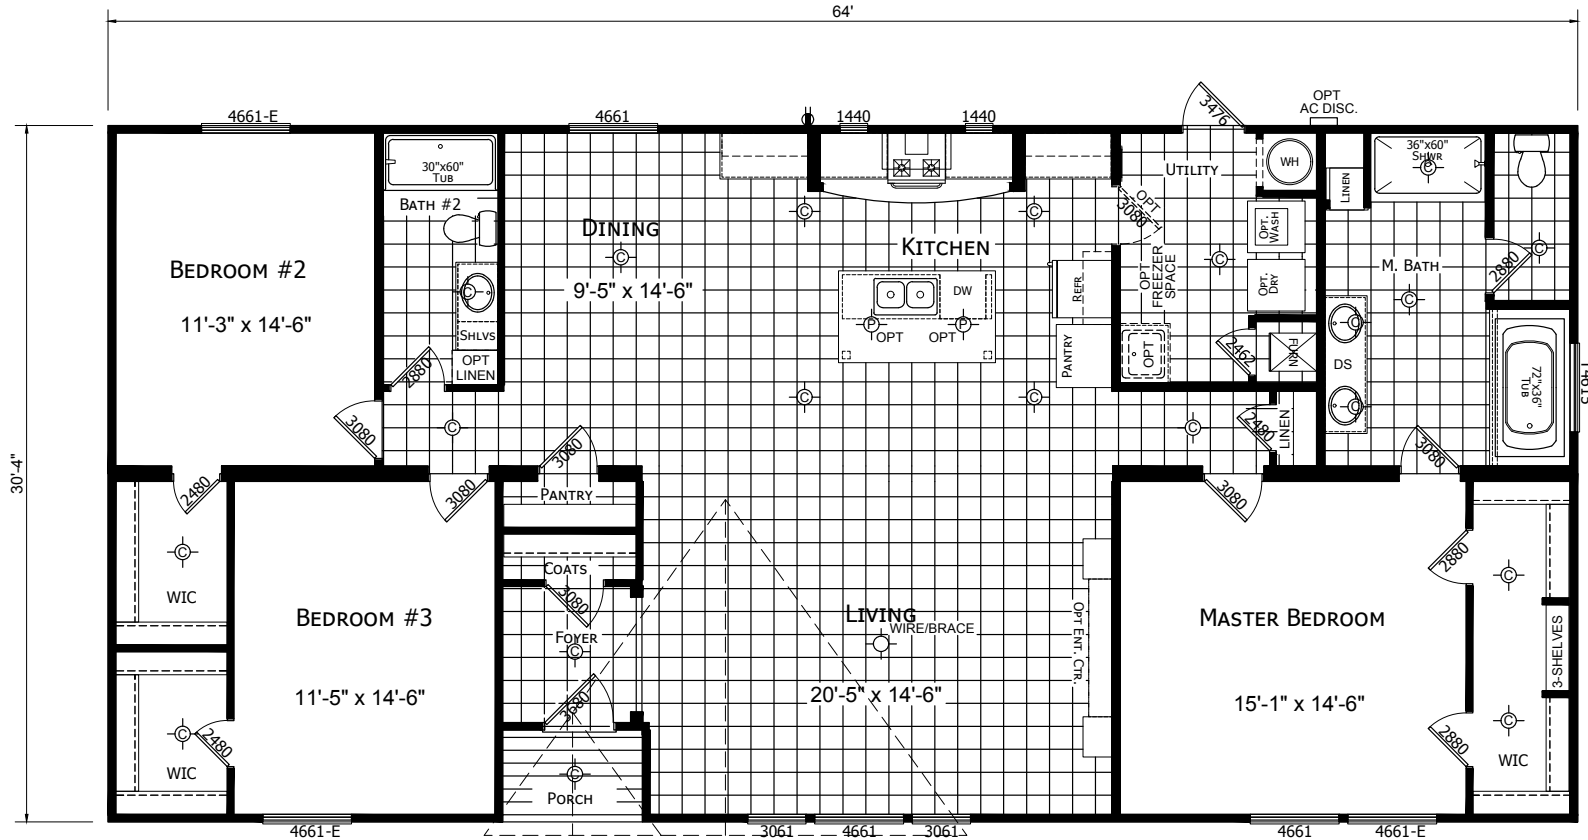 64'
30'-4"
4661-E
4661
1440
1440
3476
OPT
AC DISC.
30"x60"
TUB
BATH #2
SHLVS
OPT
LINEN
2880
BEDROOM #2
11'-3" x 14'-6"
3080
DINING
9'-5" x 14'-6"
C
C
C
KITCHEN
DW
P
P
OPT
OPT
REFR.
PANTRY
C
C
C
C
C
UTILITY
OPT
3080
OPT
FREEZER
SPACE
OPT
C
WH
OPT.
WASH
OPT.
DRY
FURN
2462
2480
LINEN
LINEN
36"x60"
SHWR
C
M. BATH
C
DS
C
C
2880
C
72"x36"
TUB
14615
3080
2480
C
WIC
3080
BEDROOM #3
11'-5" x 14'-6"
C
WIC
2480
3080
PANTRY
COATS
3080
FOYER
C
3680
C
PORCH
LIVING
WIRE/BRACE
20'-5" x 14'-6"
OPT ENT. CTR.
3080
MASTER BEDROOM
15'-1" x 14'-6"
2880
C
3-SHELVES
C
2880
WIC
4661-E
3061
4661
3061
4661
4661-E